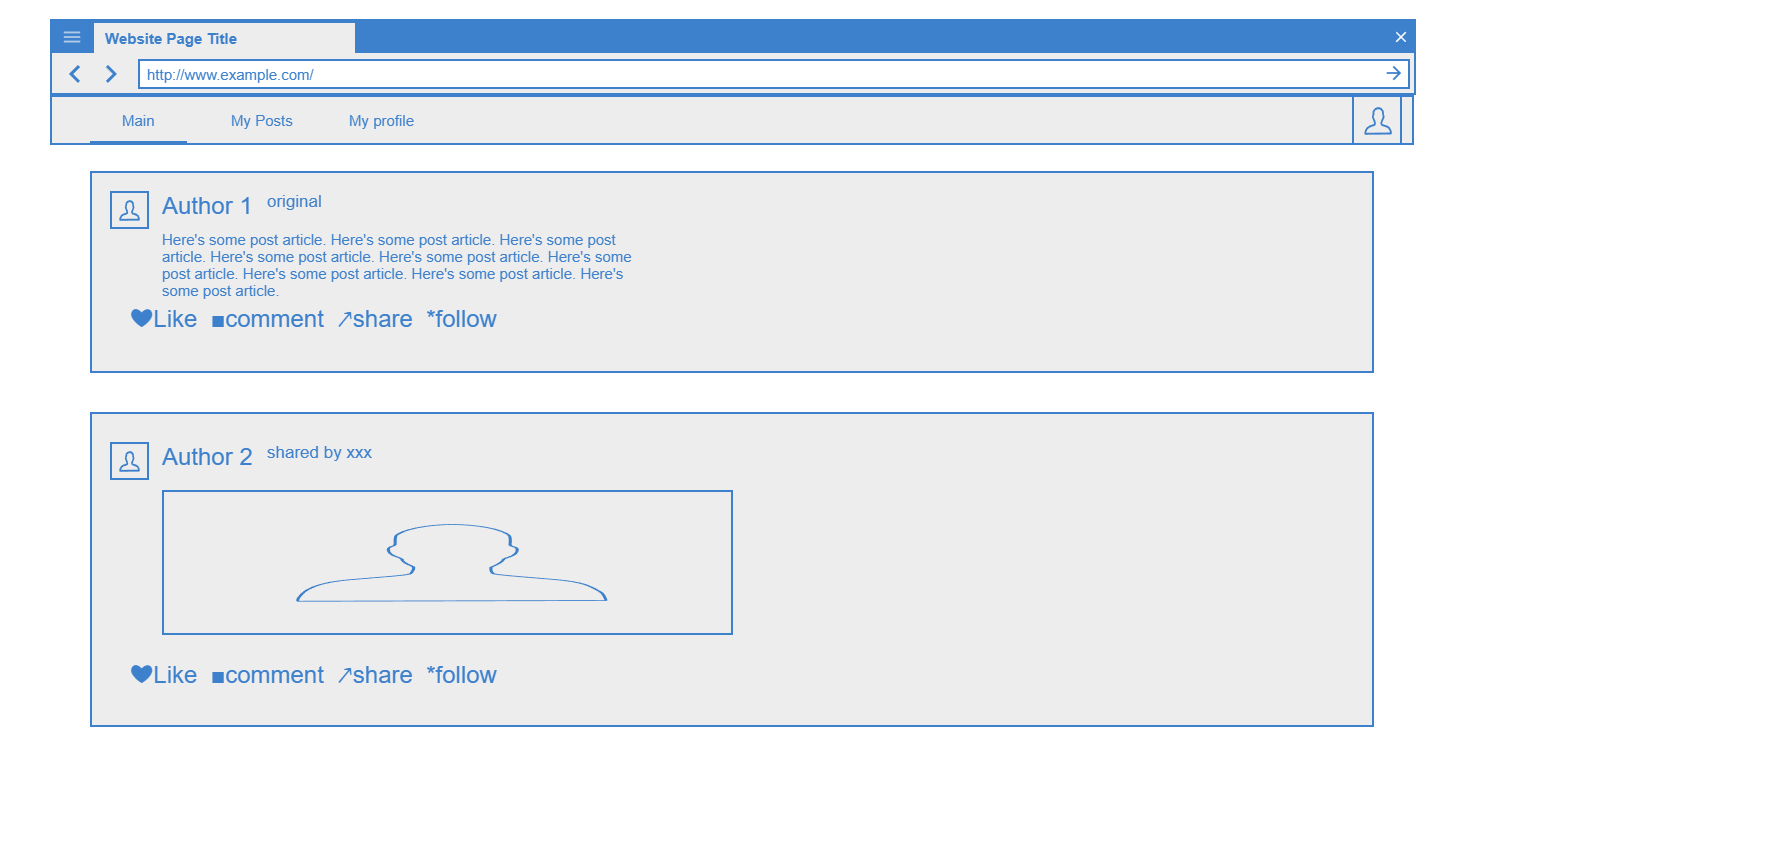 Website Page Title
http://www.example.com/
Main My Posts My profile
Author 1 original
Here's some post article. Here's some post article. Here's some post
article. Here's some post article. Here's some post article. Here's some
post article. Here's some post article. Here's some post article. Here's
some post article.
Like comment share *follow
Author 2 shared by xxx
Like comment share *follow